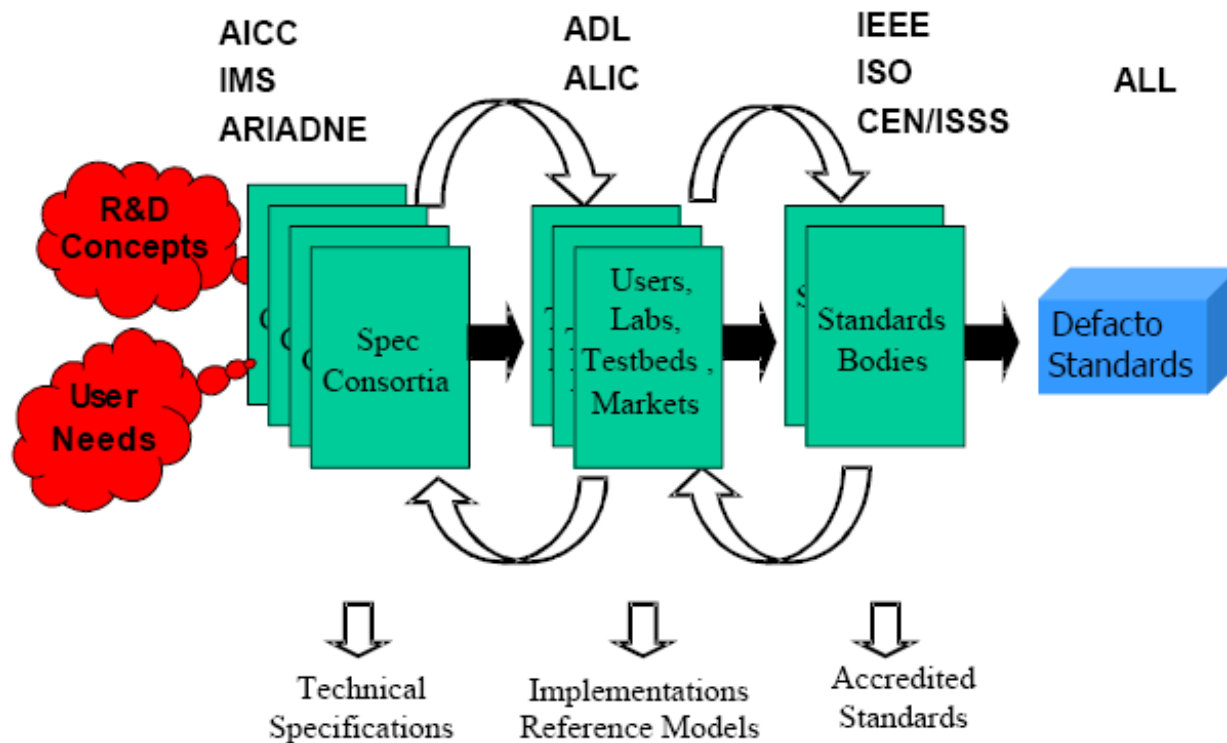 AICC
IMS
ARIADNE
ADL
ALIC
IEEE
ISO
CEN/ISSS
ALL
R&D
Concepts
User
Needs
Spec
Consortia
Users,
Labs,
Testbeds ,
Markets
Standards
Bodies
Defacto
Standards
Technical
Specifications
Implementations
Reference Models
Accredited
Standards